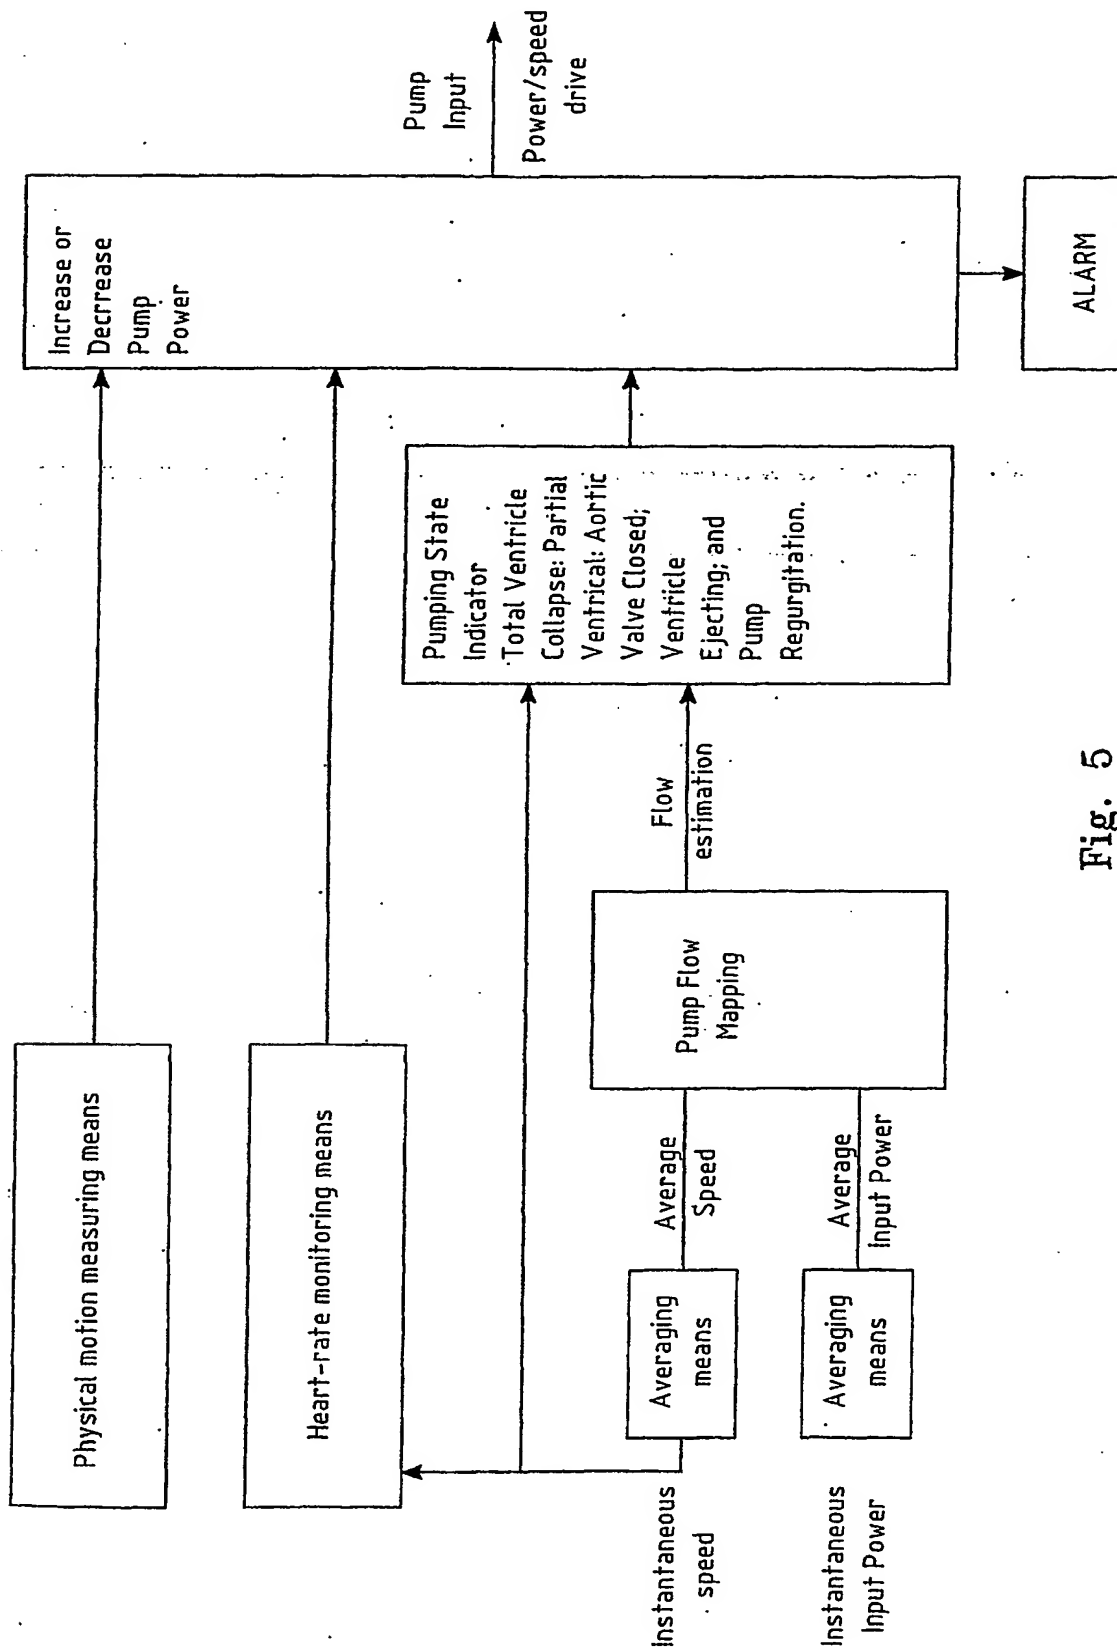 Physical motion measuring means
Heart-rate monitoring means
Instantaneous
speed
Instantaneous
Input Power
Averaging
means
Averaging
means
Average
Speed
Average
Input Power
Pump Flow
Mapping
Flow
estimation
Pumping State
Indicator
Total Ventricle
Collapse: Partial
Ventrical: Aortic
Valve Closed;
Ventricle
Ejecting; and
Pump
Regurgitation.
Increase or
Decrrease
Pump
Power
Pump
Input
Power/speed
drive
ALARM
Fig. 5